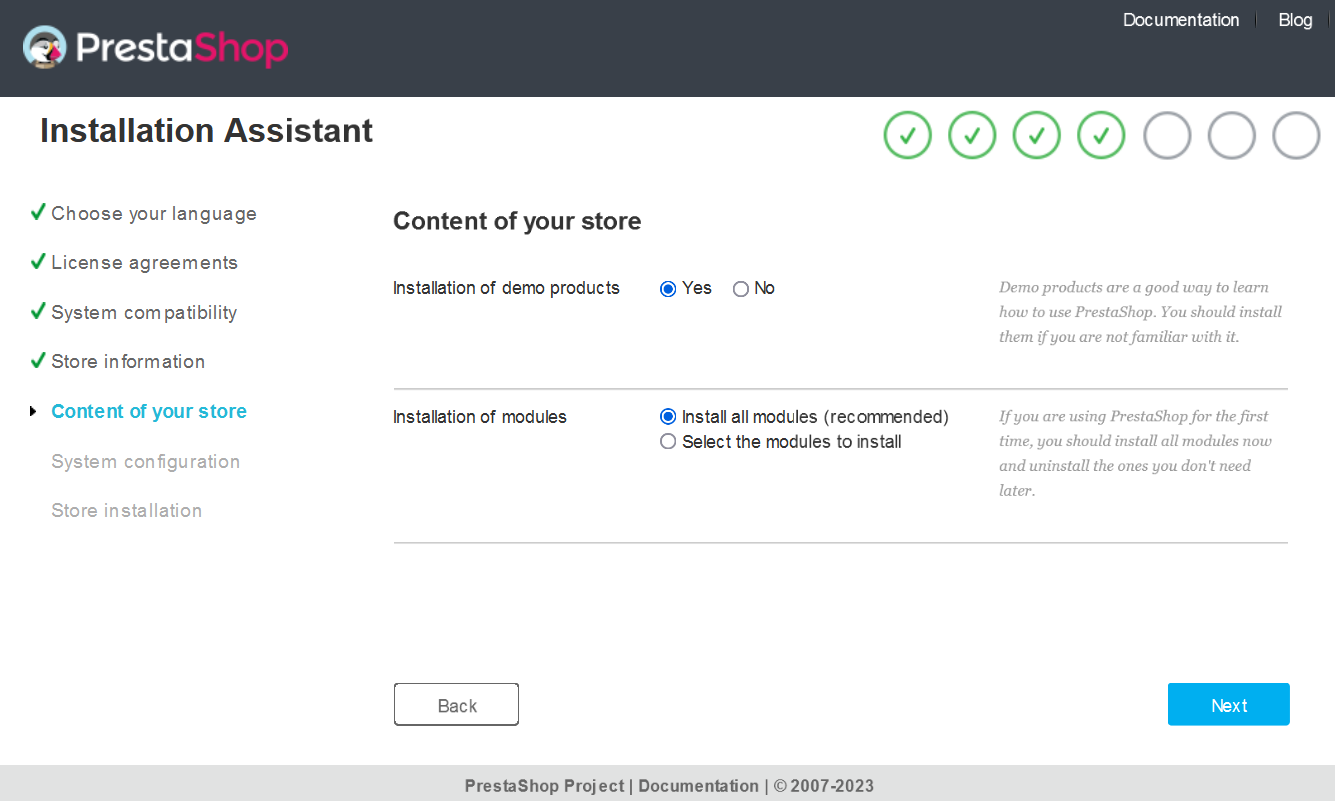 Documentation
Blog
PrestaShop
Installation Assistant
Choose your language
License agreements
System compatibility
Store information
Content of your store
System configuration
Store installation
Content of your store
Installation of demo products
Yes
No
Demo products are a good way to learn
how to use PrestaShop. You should install
them if you are not familiar with it.
Installation of modules
Install all modules (recommended)
Select the modules to install
If you are using PrestaShop for the first
time, you should install all modules now
and uninstall the ones you don't need
later.
Back
Next
PrestaShop Project | Documentation | © 2007-2023